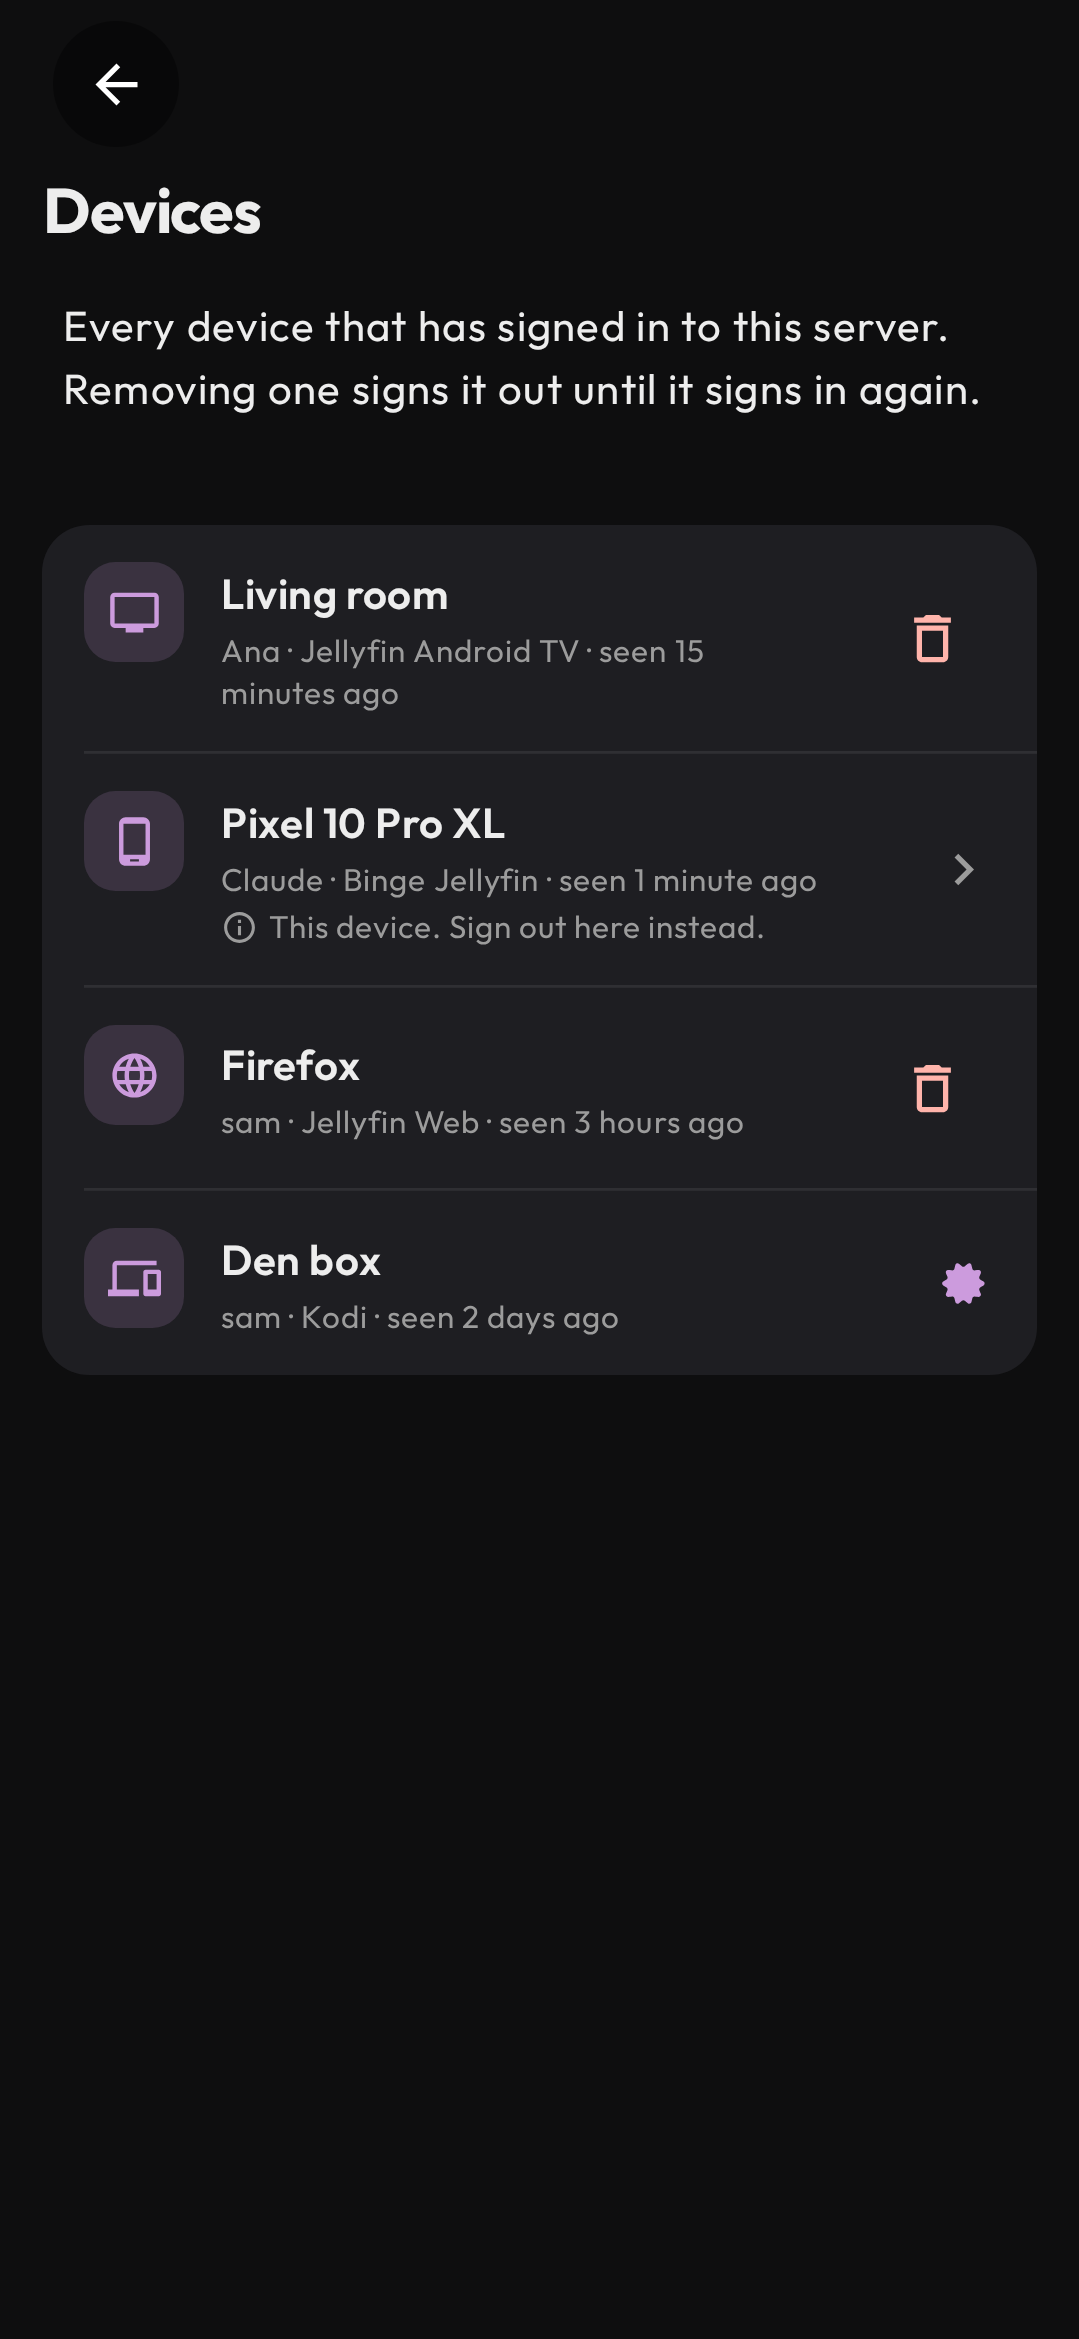 Devices
Every device that has signed in to this server.
Removing one signs it out until it signs in again.
Living room
Ana · Jellyfin Android TV · seen 15
minutes ago
Pixel 10 Pro XL
Claude · Binge Jellyfin · seen 1 minute ago
This device. Sign out here instead.
Firefox
sam · Jellyfin Web · seen 3 hours ago
Den box
sam · Kodi · seen 2 days ago